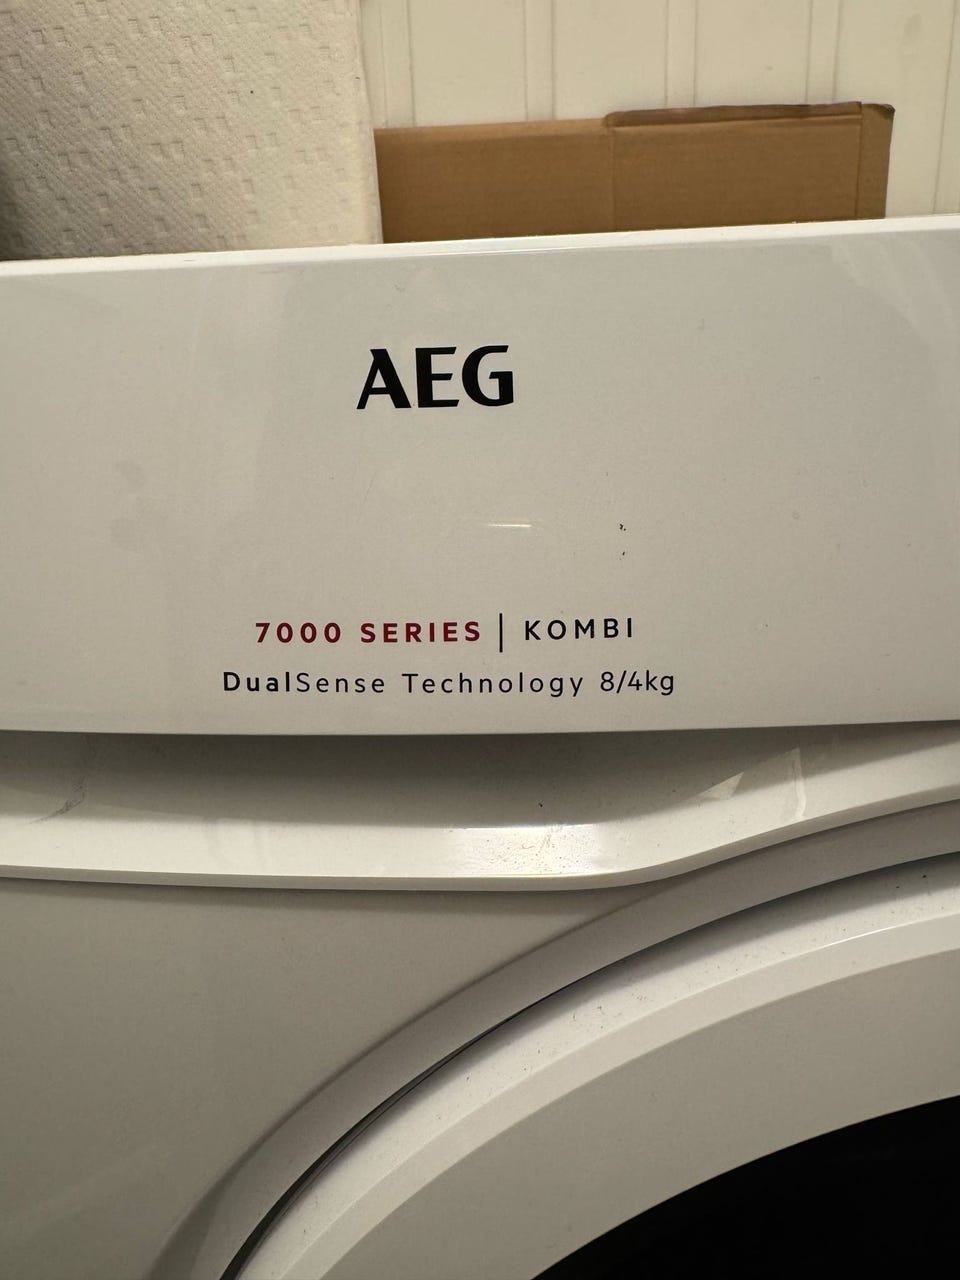 AEG
7000 SERIES | KOMBI
DualSense Technology 8/4kg